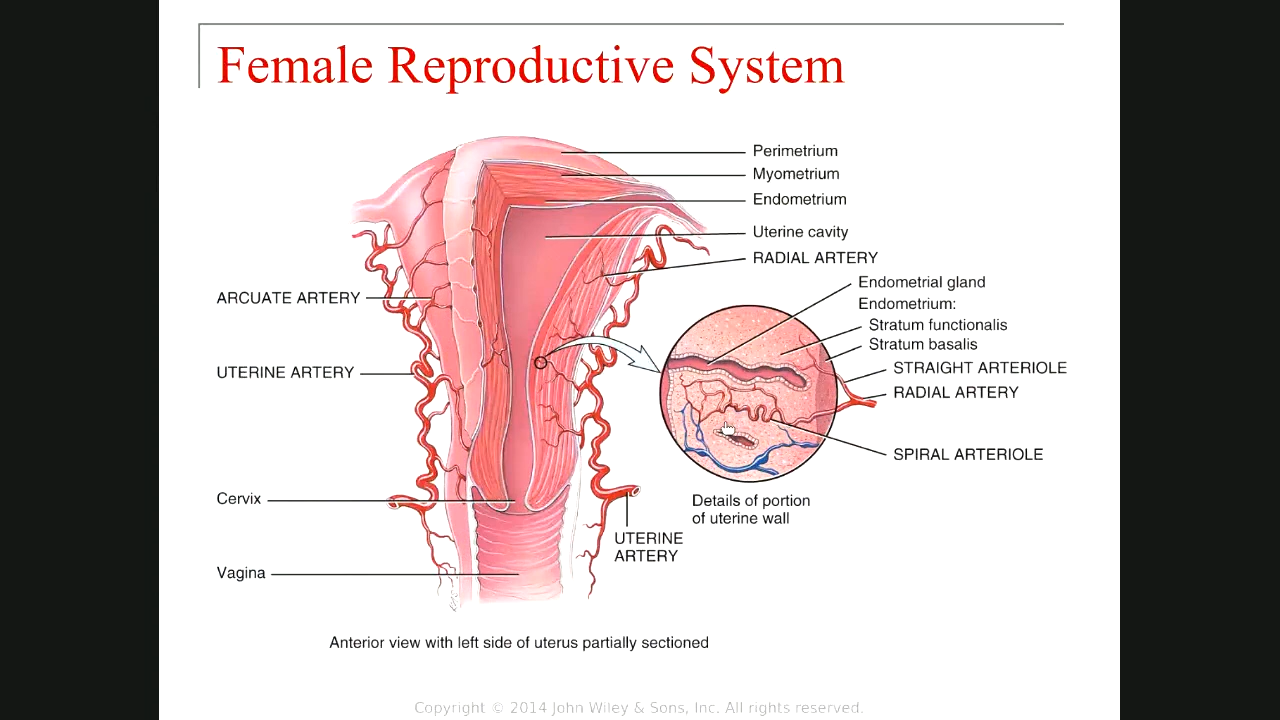 Female Reproductive System
Perimetrium
Myometrium
Endometrium
Uterine cavity
RADIAL ARTERY
Endometrial gland
Endometrium:
Stratum functionalis
Stratum basalis
STRAIGHT ARTERIOLE
RADIAL ARTERY
SPIRAL ARTERIOLE
ARCUATE ARTERY
UTERINE ARTERY
Cervix
Vagina
Details of portion
of uterine wall
UTERINE
ARTERY
Anterior view with left side of uterus partially sectioned
Copyright © 2014 John Wiley & Sons, Inc. All rights reserved.